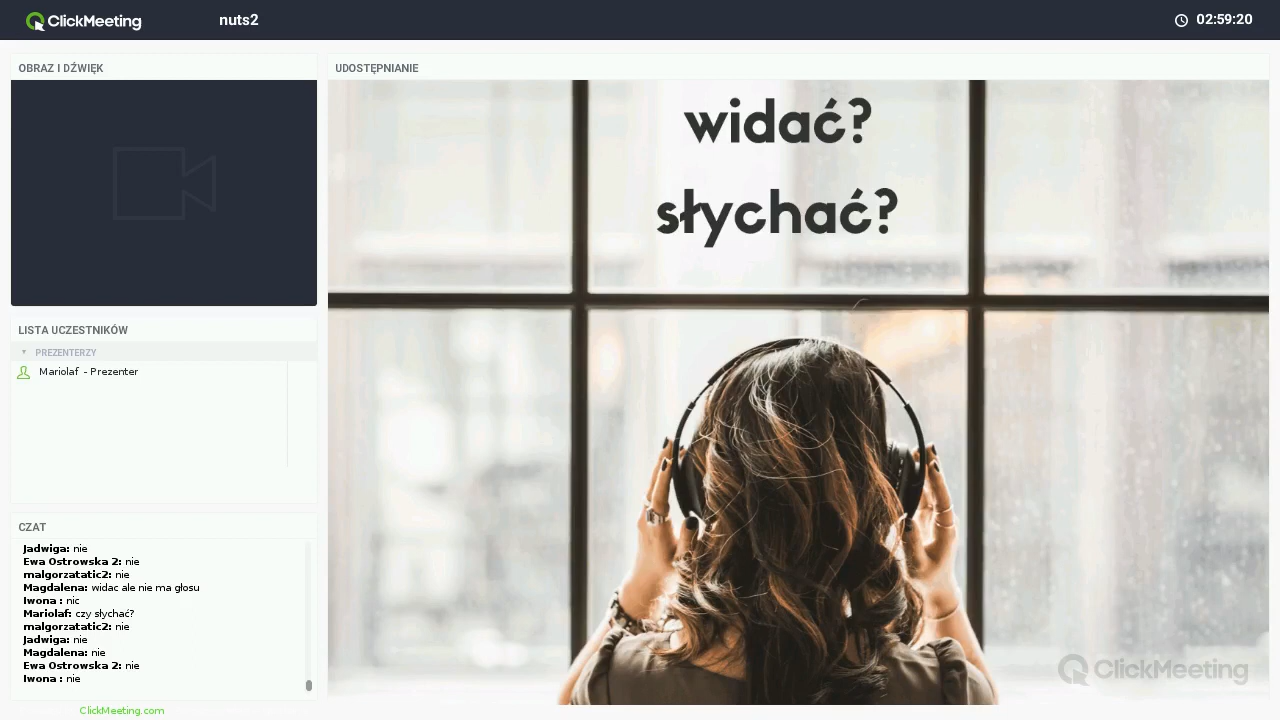 ClickMeeting
nuts2
02:59:20
OBRAZ I DŹWIĘK
LISTA UCZESTNIKÓW
PREZENTERZY
Mariolaf - Prezenter
CZAT
Jadwiga: nie
Ewa Ostrowska 2: nie
malgorzatatic2: nie
Magdalena: widac ale nie ma głosu
Iwona : nic
Mariolaf: czy słychać?
malgorzatatic2: nie
Jadwiga: nie
Magdalena: nie
Ewa Ostrowska 2: nie
Iwona : nie
ClickMeeting.com
UDOSTĘPNIANIE
widać?
słychać?
ClickMeeting